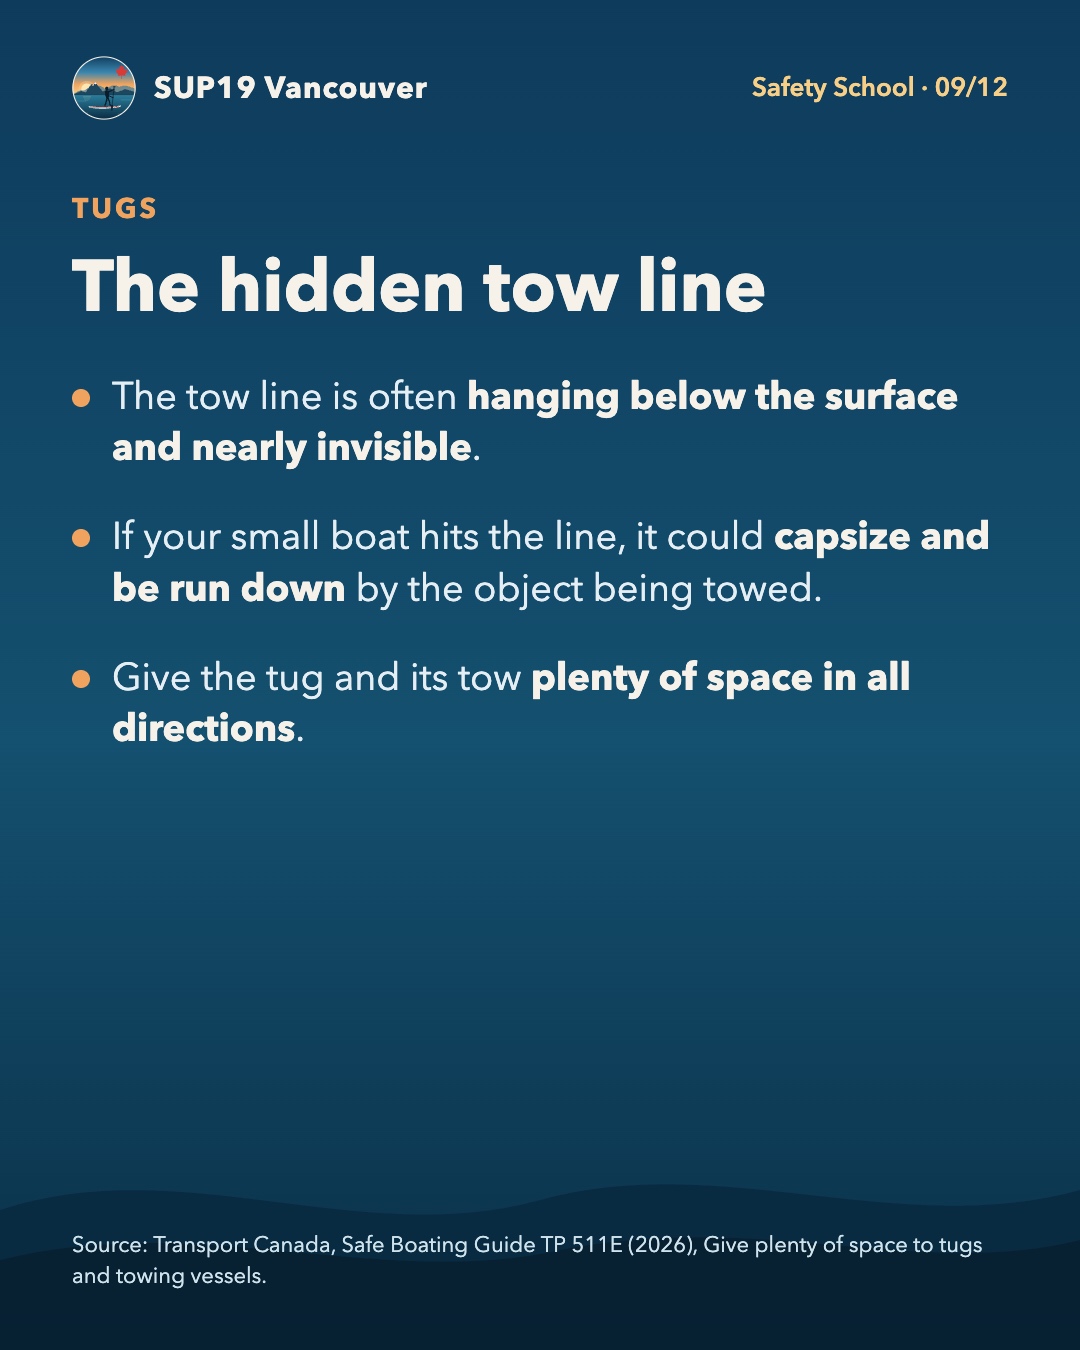 SUP19 Vancouver
Safety School · 09/12
TUGS
The hidden tow line
The tow line is often hanging below the surface
and nearly invisible.
If your small boat hits the line, it could capsize and
be run down by the object being towed.
Give the tug and its tow plenty of space in all
directions.
Source: Transport Canada, Safe Boating Guide TP 511E (2026), Give plenty of space to tugs
and towing vessels.